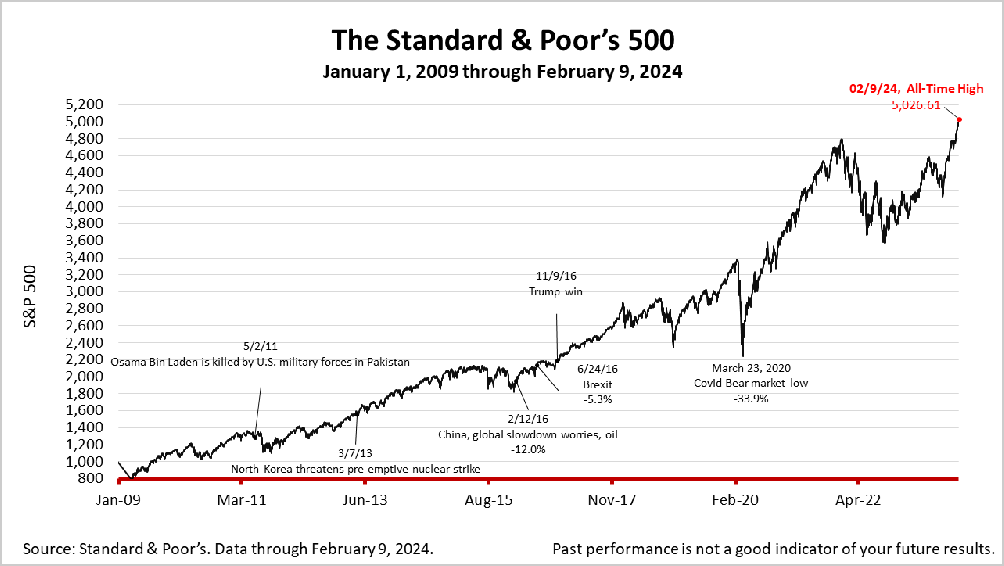 The Standard & Poor's 500
January 1, 2009 through February 9, 2024
02/9/24, All-Time High
5,026.61
5,200
5,000
4,800
4,600
4,400
4,200
4,000
3,800
3,600
3,400
3,200
3,000
2,800
2,600
2,400
2,200
2,000
1,800
1,600
1,400
1,200
1,000
800
S&P 500
11/9/16
Trump win
5/2/11
Osama Bin Laden is killed by U.S. military forces in Pakistan
6/24/16
Brexit
-5.3%
March 23, 2020
Covid Bear market low
-33.9%
2/12/16
China, global slowdown worries, oil
-12.0%
3/7/13
North Korea threatens pre-emptive nuclear strike
Jan-09
Mar-11
Jun-13
Aug-15
Nov-17
Feb-20
Apr-22
Source: Standard & Poor's. Data through February 9, 2024.
Past performance is not a good indicator of your future results.